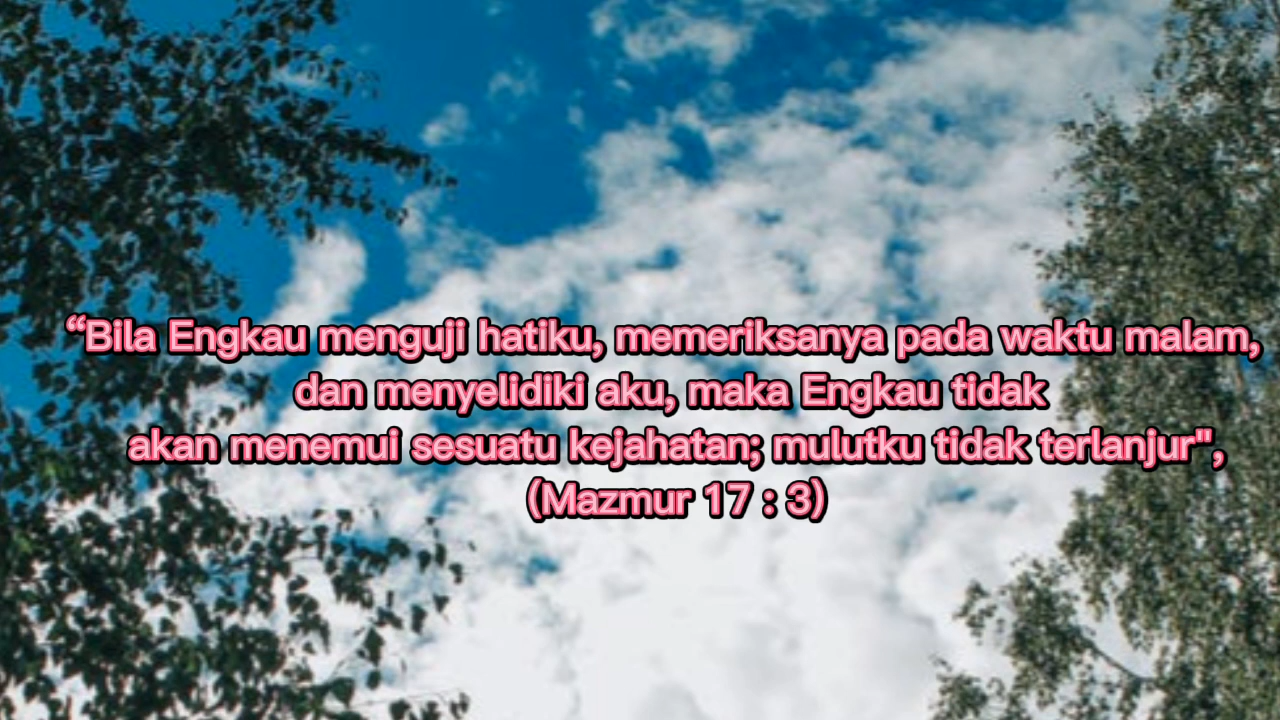 “Bila Engkau menguji hatiku, memeriksanya pada waktu malam,
dan menyelidiki aku, maka Engkau tidak
akan menemui sesuatu kejahatan; mulutku tidak terlanjur",
(Mazmur 17 : 3)